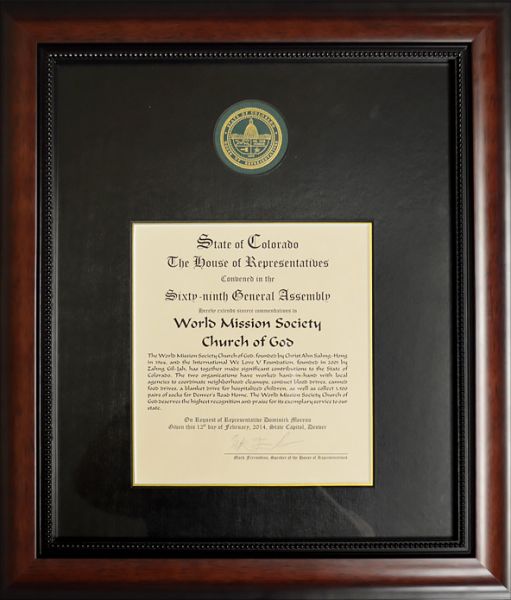 STATE OF COLORADO
HOUSE OF REPRESENTATIVES
State of Colorado
The House of Representatives
Convened in the
Sixty-ninth General Assembly
hereby extends sincere commendations to
World Mission Society
Church of God
The World Mission Society Church of God, founded by Christ Ahn Sahng-Hong
in 1964, and the International We Love U Foundation, founded in 2001 by
Zahng Gil-Jah, has together made significant contributions to the State of
Colorado. The two organizations have worked hand-in-hand with local
agencies to coordinate neighborhood cleanups, conduct blood drives, canned
food drives, a blanket drive for hospitalized children, as well as collect 3,500
pairs of socks for Denver's Road Home. The World Mission Society Church of
God deserves the highest recognition and praise for its exemplary service to our
state.
On Request of Representative Dominick Moreno
Given this 12th day of February, 2014, State Capitol, Denver
Mark Ferrandino, Speaker of the House of Representatives